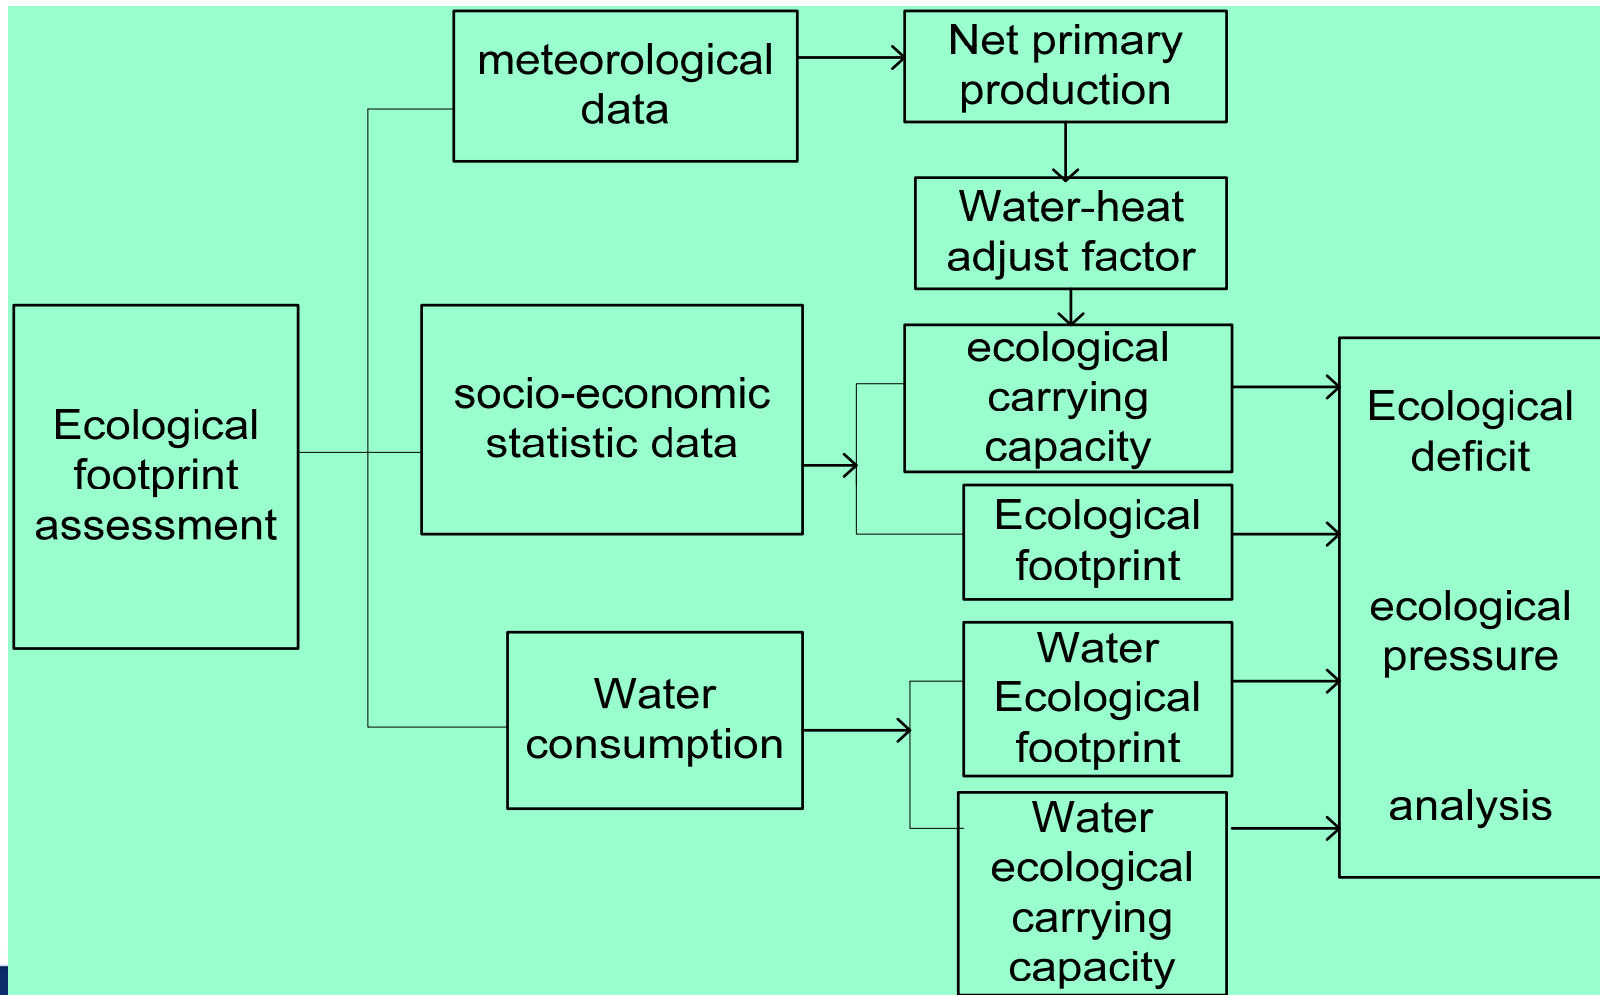 meteorological
data
Net primary
production
Water-heat
adjust factor
Ecological
footprint
assessment
socio-economic
statistic data
ecological
carrying
capacity
Ecological
footprint
Water
consumption
Water
Ecological
footprint
Water
ecological
carrying
capacity
Ecological
deficit
ecological
pressure
analysis